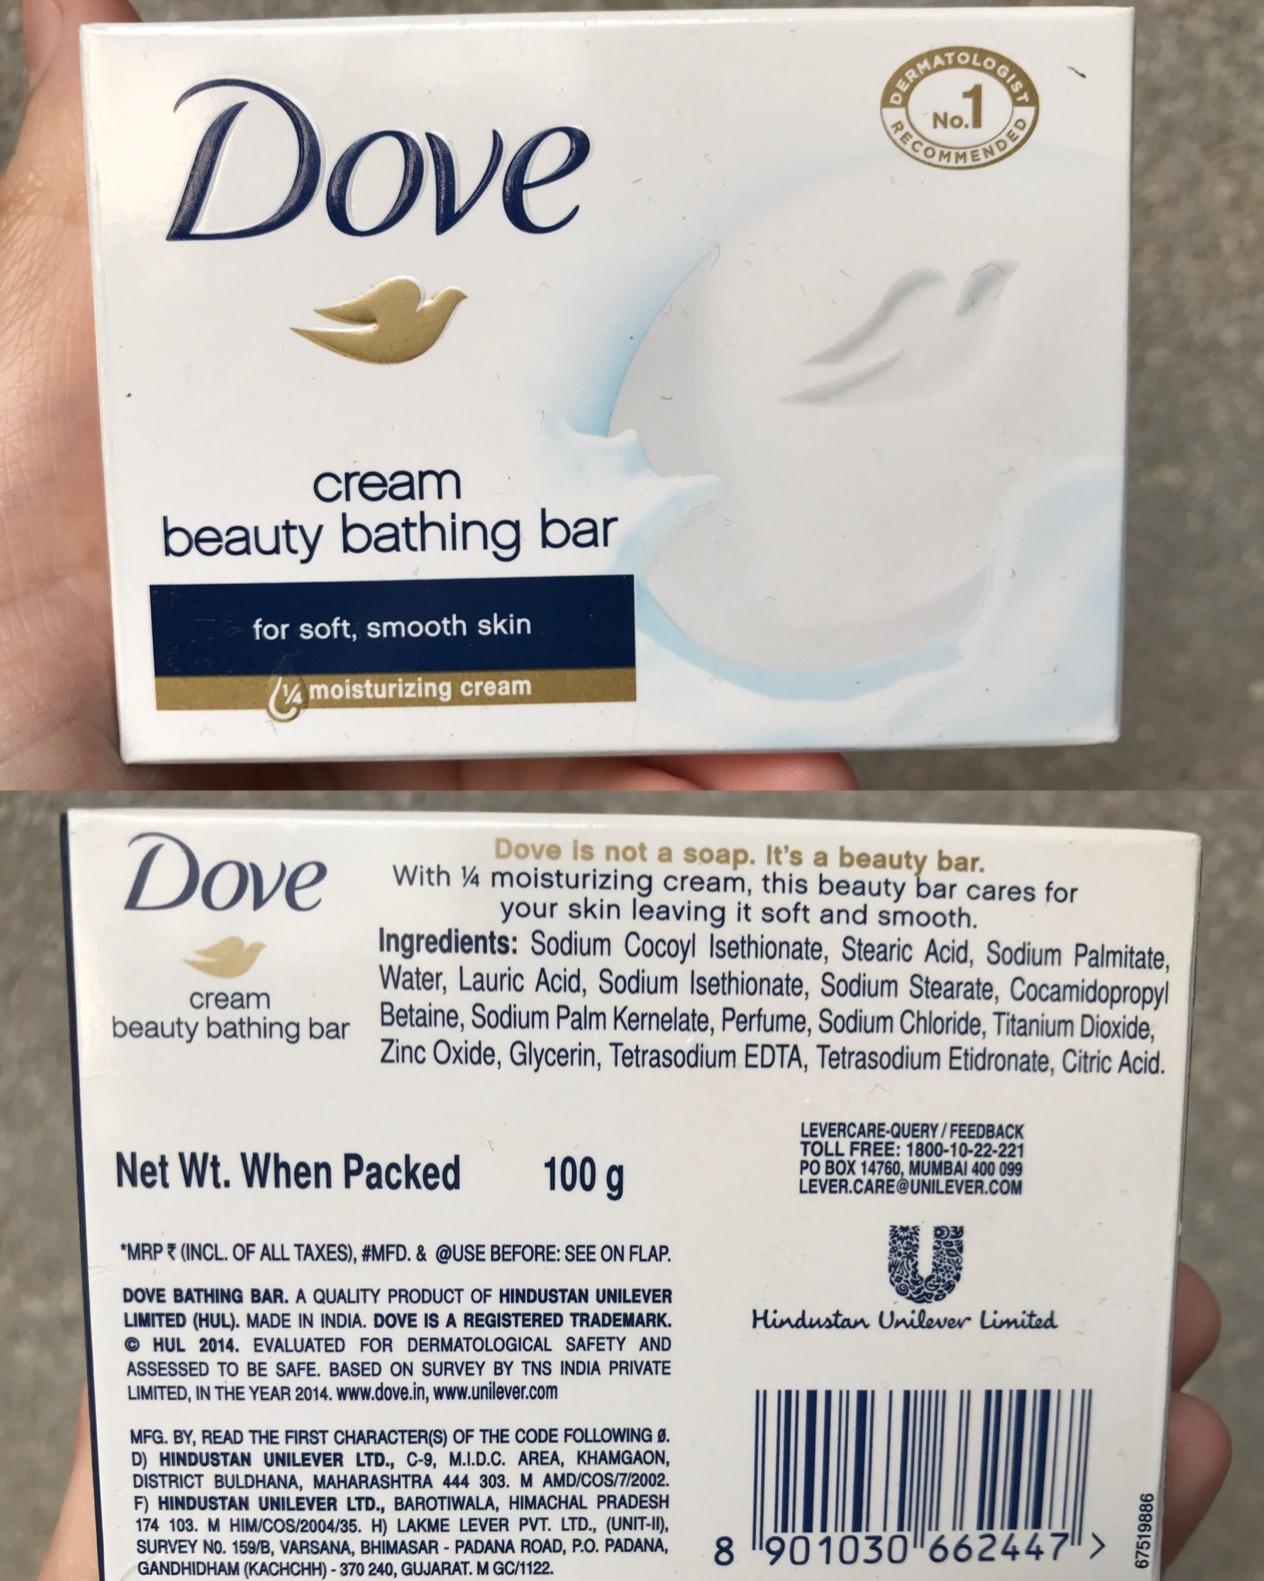 Dove
DERMATOLOGIST
No.1
RECOMMENDED
cream
beauty bathing bar
for soft, smooth skin
¼ moisturizing cream
Dove
cream
beauty bathing bar
Dove is not a soap. It's a beauty bar.
With ¼ moisturizing cream, this beauty bar cares for
your skin leaving it soft and smooth.
Ingredients: Sodium Cocoyl Isethionate, Stearic Acid, Sodium Palmitate,
Water, Lauric Acid, Sodium Isethionate, Sodium Stearate, Cocamidopropyl
Betaine, Sodium Palm Kernelate, Perfume, Sodium Chloride, Titanium Dioxide,
Zinc Oxide, Glycerin, Tetrasodium EDTA, Tetrasodium Etidronate, Citric Acid.
Net Wt. When Packed 100 g
LEVERCARE-QUERY / FEEDBACK
TOLL FREE: 1800-10-22-221
PO BOX 14760, MUMBAI 400 099
LEVER.CARE@UNILEVER.COM
*MRP ₹ (INCL. OF ALL TAXES), #MFD. & @USE BEFORE: SEE ON FLAP.
DOVE BATHING BAR. A QUALITY PRODUCT OF HINDUSTAN UNILEVER
LIMITED (HUL). MADE IN INDIA. DOVE IS A REGISTERED TRADEMARK.
© HUL 2014. EVALUATED FOR DERMATOLOGICAL SAFETY AND
ASSESSED TO BE SAFE. BASED ON SURVEY BY TNS INDIA PRIVATE
LIMITED, IN THE YEAR 2014. www.dove.in, www.unilever.com
Hindustan Unilever Limited
MFG. BY, READ THE FIRST CHARACTER(S) OF THE CODE FOLLOWING Ø.
D) HINDUSTAN UNILEVER LTD., C-9, M.I.D.C. AREA, KHAMGAON,
DISTRICT BULDHANA, MAHARASHTRA 444 303. M AMD/COS/7/2002.
F) HINDUSTAN UNILEVER LTD., BAROTIWALA, HIMACHAL PRADESH
174 103. M HIM/COS/2004/35. H) LAKME LEVER PVT. LTD., (UNIT-II),
SURVEY NO. 159/B, VARSANA, BHIMASAR - PADANA ROAD, P.O. PADANA,
GANDHIDHAM (KACHCHH) - 370 240, GUJARAT. M GC/1122.
8 901030 662447 >
67519886